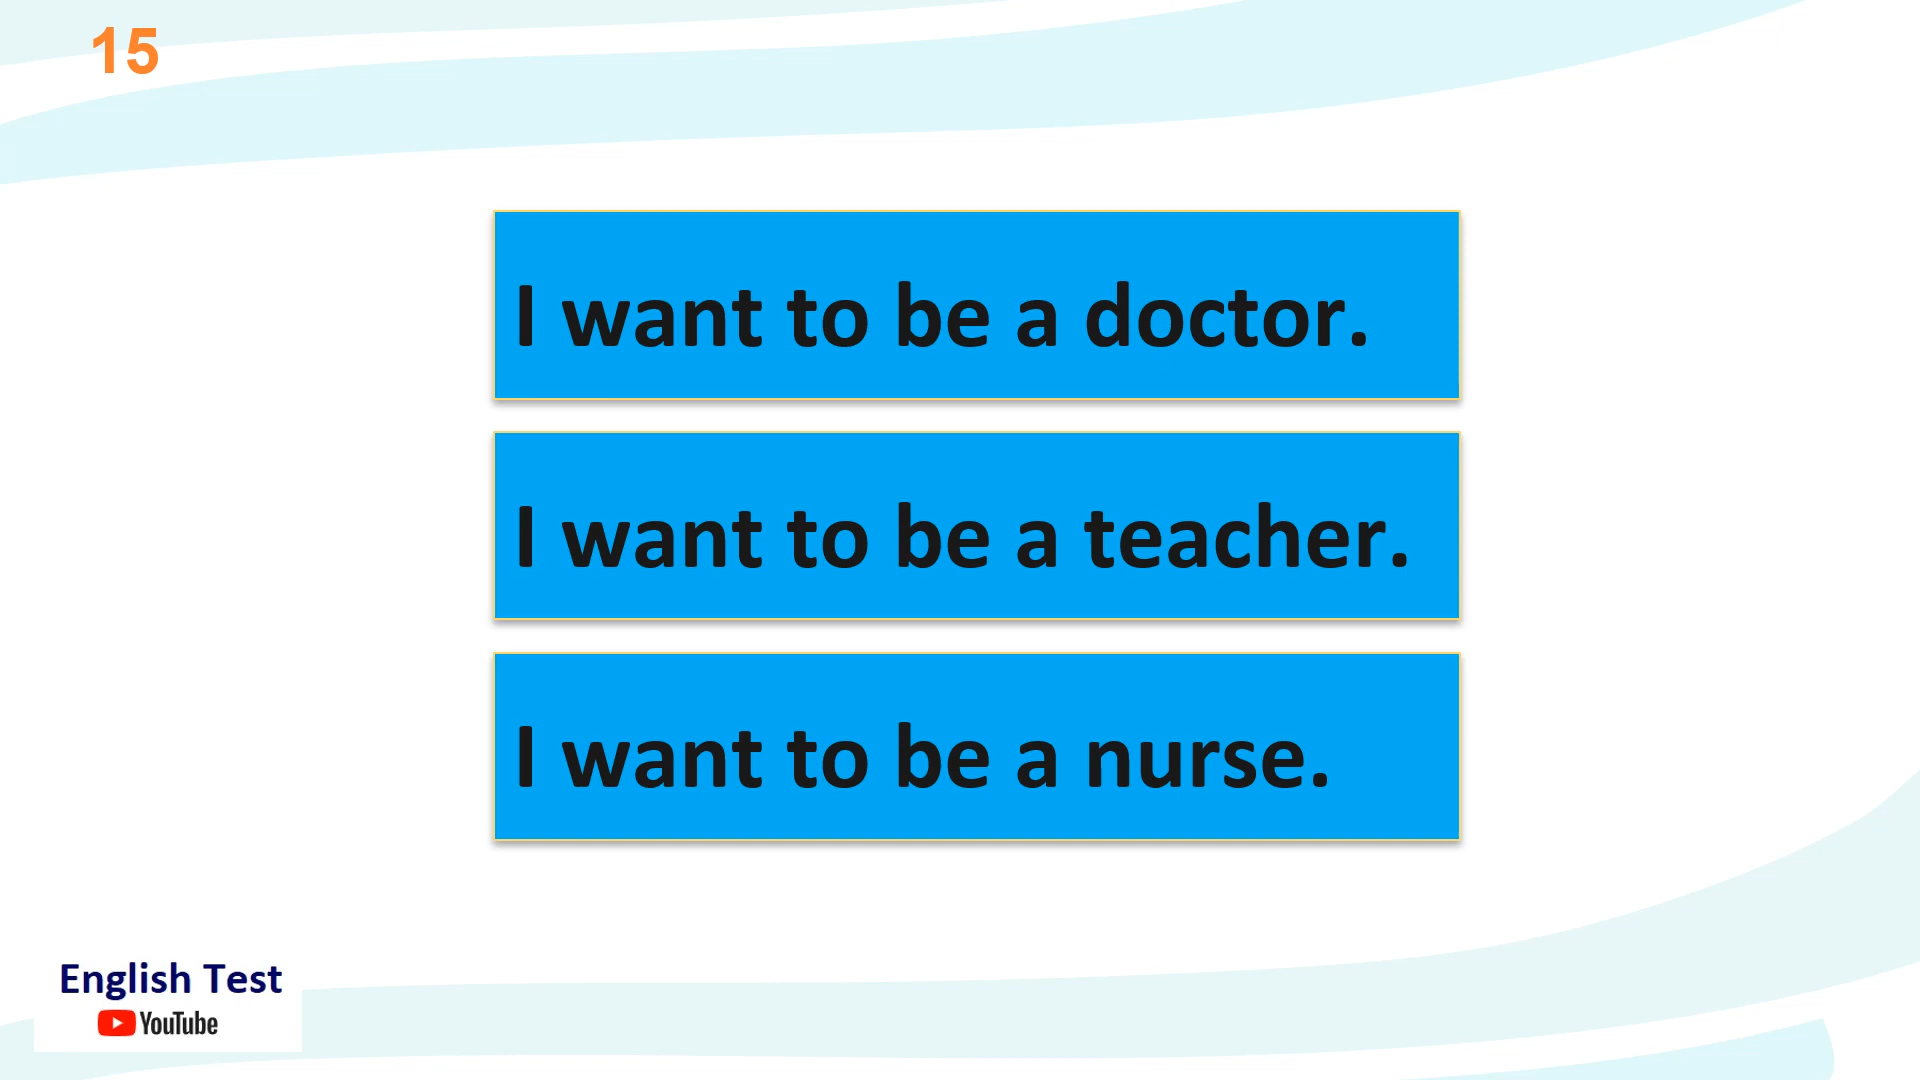 15
I want to be a doctor.
I want to be a teacher.
I want to be a nurse.
English Test
YouTube